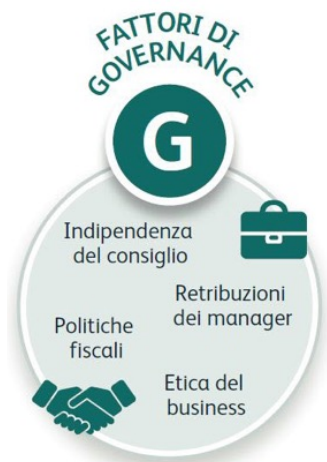 FATTORI DI
GOVERNANCE
G
Indipendenza
del consiglio
Retribuzioni
dei manager
Politiche
fiscali
Etica del
business